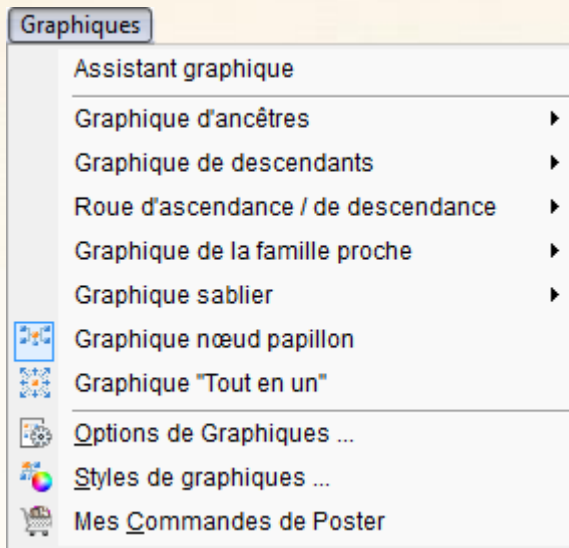 Graphiques
Assistant graphique
Graphique d'ancêtres
Graphique de descendants
Roue d'ascendance / de descendance
Graphique de la famille proche
Graphique sablier
Graphique nœud papillon
Graphique "Tout en un"
Options de Graphiques ...
Styles de graphiques ...
Mes Commandes de Poster